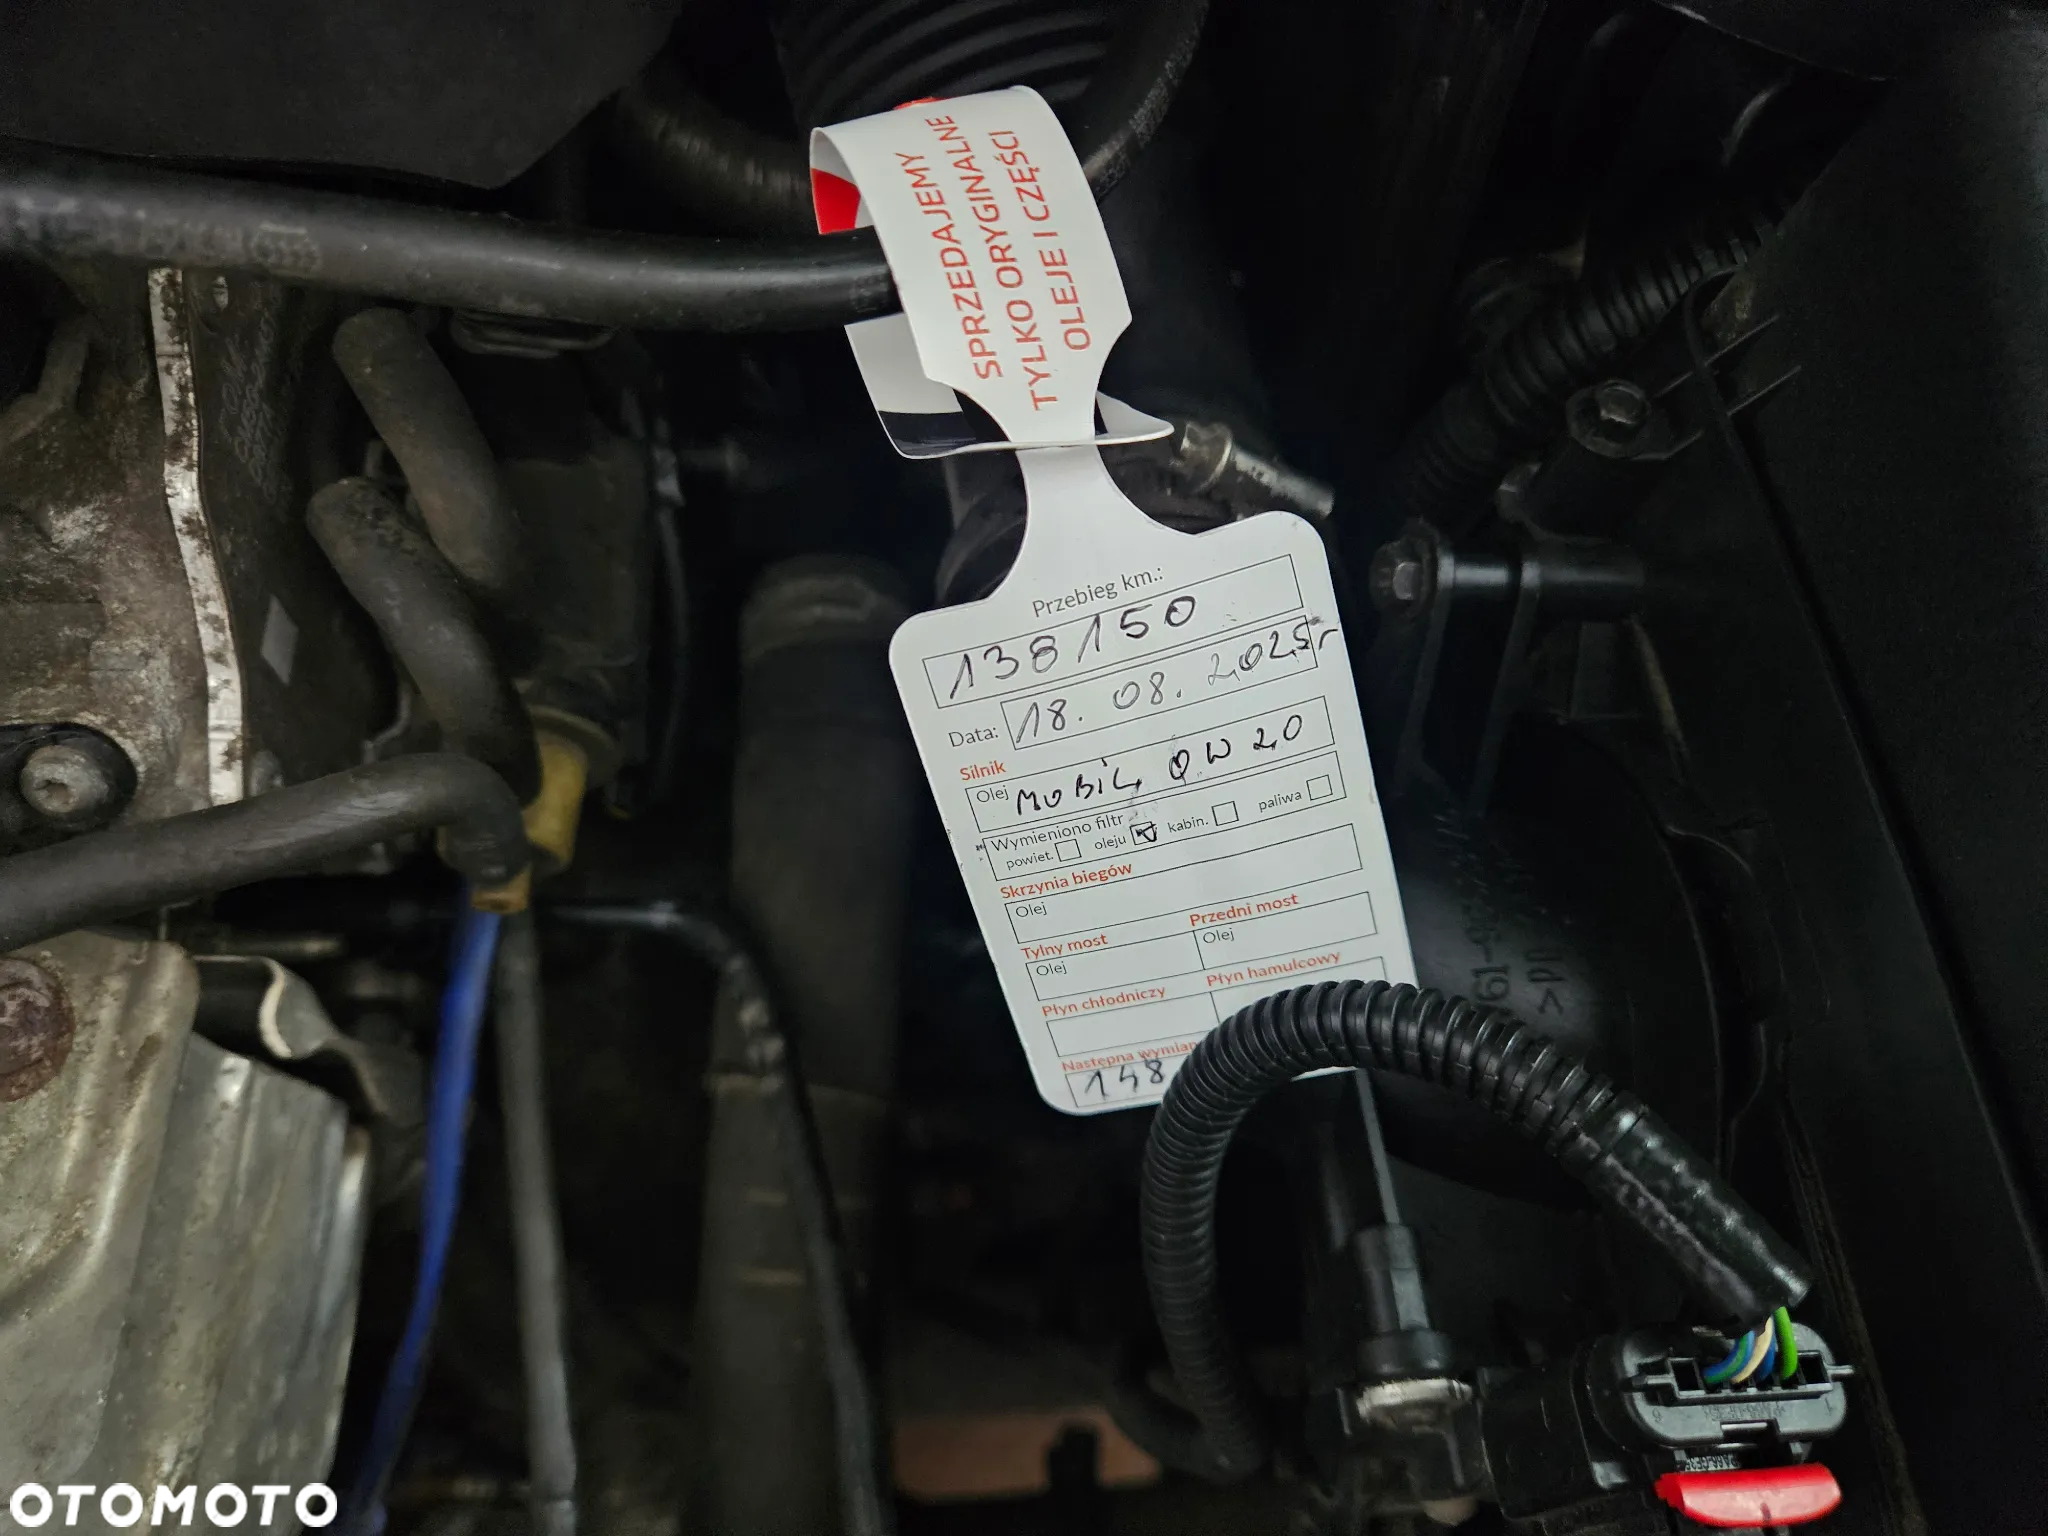 SPRZEDAJEMY
TYLKO ORYGINALNE
OLEJE I CZĘŚCI
Przebieg km.:
138150
Data: 18. 08. 2025r
Silnik
Olej MOBIL 0W20
Wymieniono filtr
powiet. oleju kabin. paliwa
Skrzynia biegów
Olej
Tylny most Przedni most
Olej Olej
Płyn chłodniczy Płyn hamulcowy
Następna
148
OTOMOTO